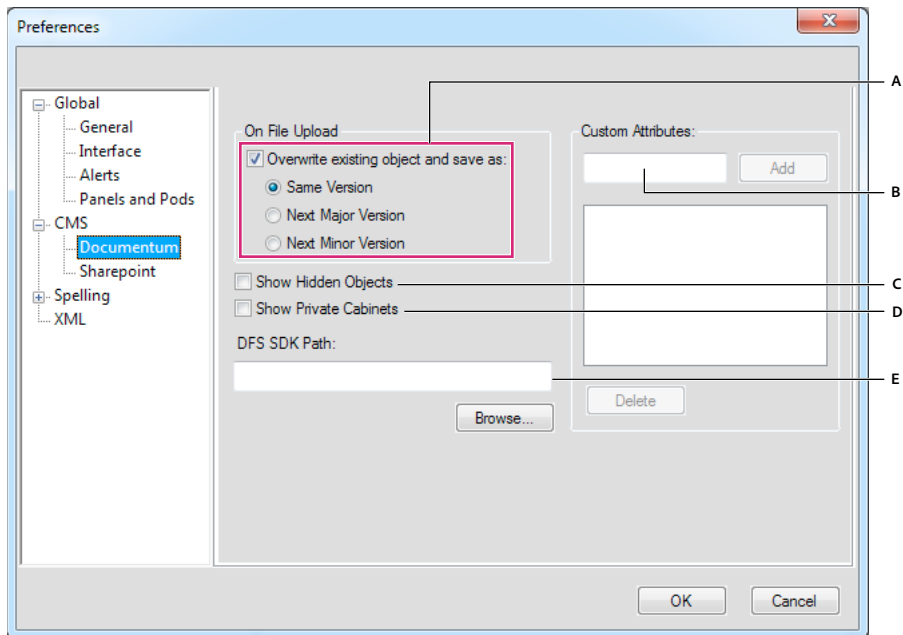 Preferences
A
Global
General
Interface
Alerts
Panels and Pods
CMS
Documentum
Sharepoint
Spelling
XML
On File Upload
Overwrite existing object and save as:
Same Version
Next Major Version
Next Minor Version
Show Hidden Objects
C
Show Private Cabinets
D
DFS SDK Path:
E
Browse...
Custom Attributes:
Add
B
Delete
OK
Cancel